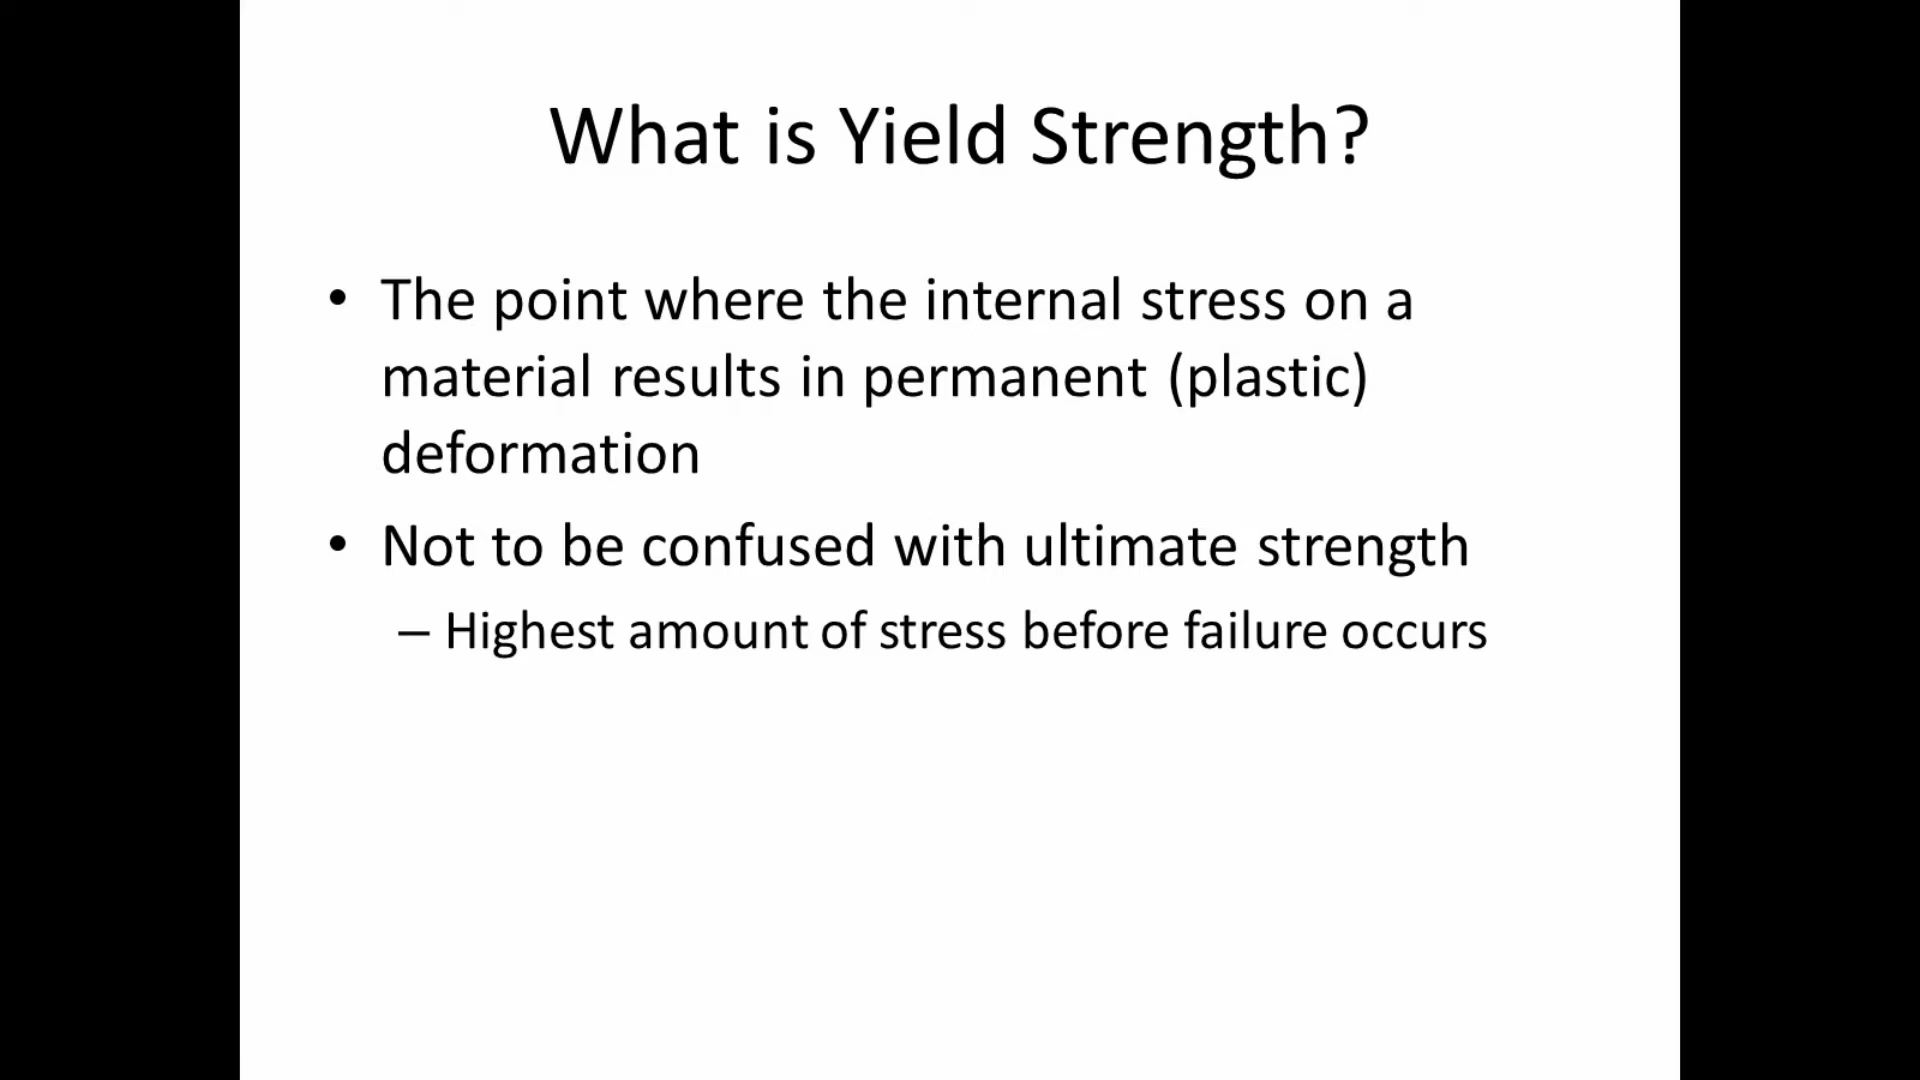 What is Yield Strength?
• The point where the internal stress on a
material results in permanent (plastic)
deformation
• Not to be confused with ultimate strength
– Highest amount of stress before failure occurs